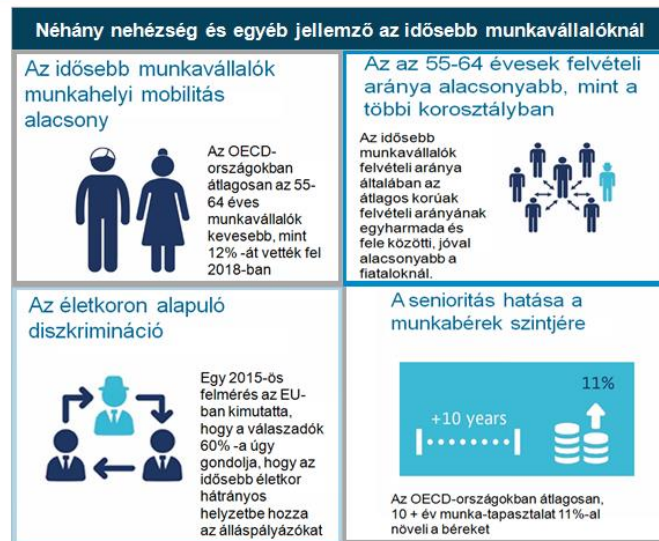 Néhány nehézség és egyéb jellemző az idősebb munkavállalóknál
Az idősebb munkavállalók
munkahelyi mobilitás
alacsony
Az OECD-
országokban
átlagosan az 55-
64 éves
munkavállalók
kevesebb, mint
12% -át vették fel
2018-ban
Az az 55-64 évesek felvételi
aránya alacsonyabb, mint a
többi korosztályban
Az idősebb
munkavállalók
felvételi aránya
általában az
átlagos korúak
felvételi arányának
egyharmada és
fele közötti, jóval
alacsonyabb a
fiataloknál.
Az életkoron alapuló
diszkrimináció
Egy 2015-ös
felmérés az EU-
ban kimutatta,
hogy a válaszadók
60% -a úgy
gondolja, hogy az
idősebb életkor
hátrányos
helyzetbe hozza
az álláspályázókat
A senioritás hatása a
munkabérek szintjére
11%
+10 years
Az OECD-országokban átlagosan,
10 + év munka-tapasztalat 11%-al
növeli a béreket